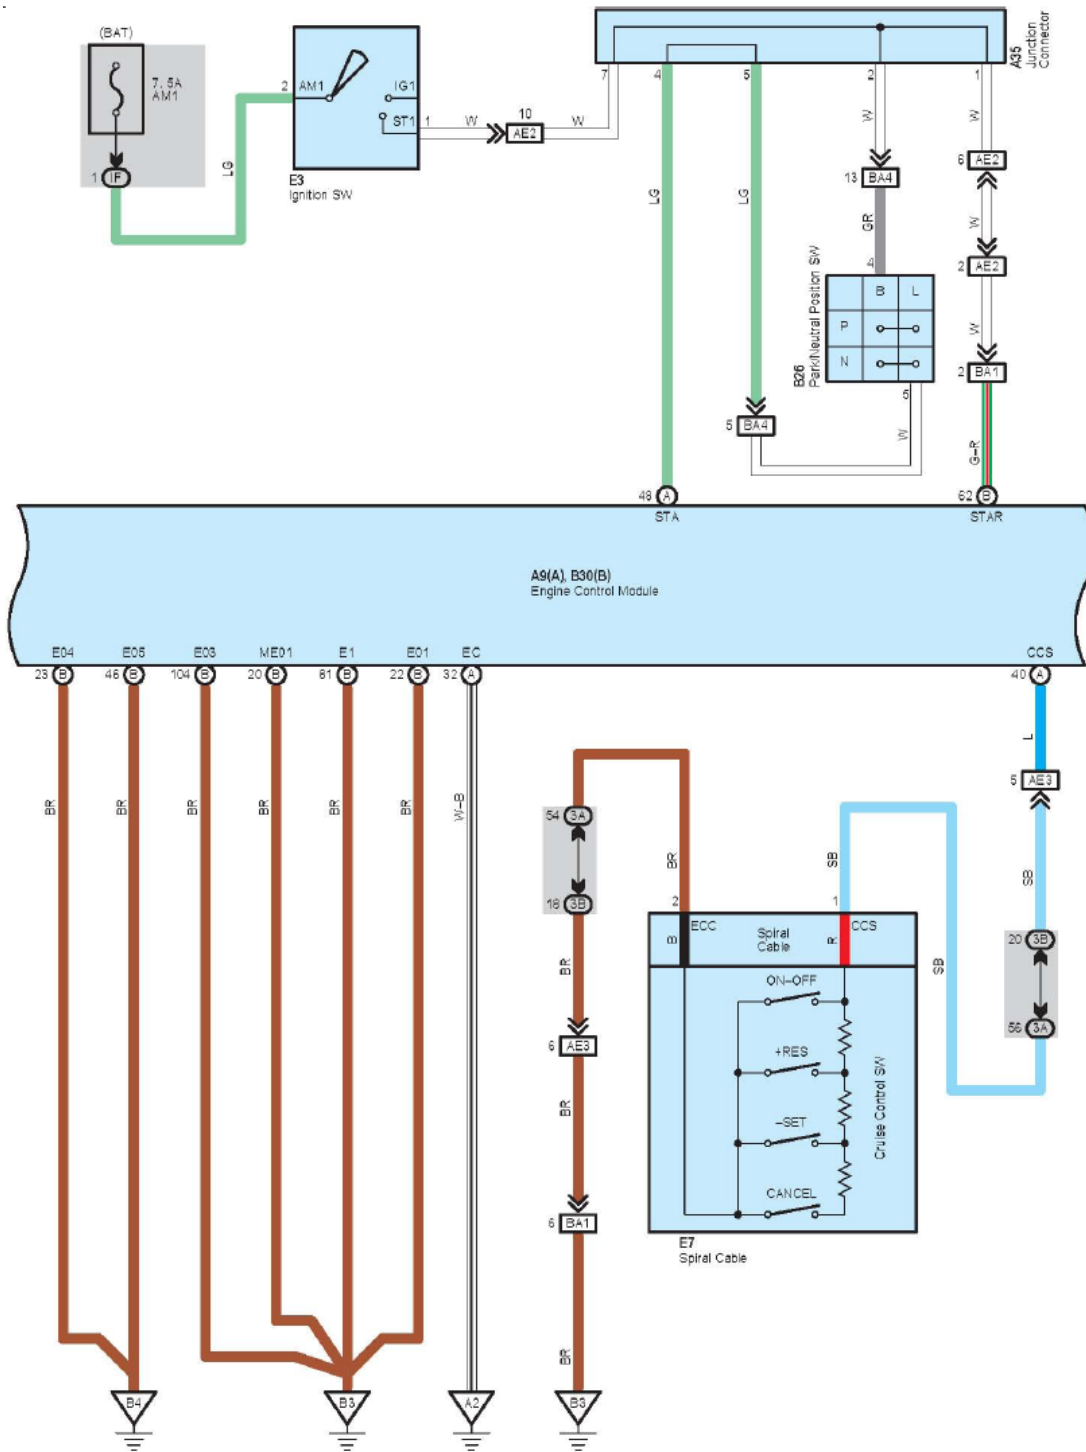 (BAT)
7. 5A
AM1
1 IF
LG
2
AM1
IG1
ST1
1
E3
Ignition SW
W
10
AE2
W
7
4
5
2
1
A35
Junction
Connector
LG
LG
W
13 BA4
GR
4
B L
P
N
B26
Park/Neutral Position SW
5
W
5 BA4
W
6 AE2
W
2 AE2
W
2 BA1
G-R
48 A
STA
62 B
STAR
A9(A), B30(B)
Engine Control Module
E04
E05
E03
ME01
E1
E01
EC
CCS
23 B
46 B
104 B
20 B
81 B
22 B
32 A
40 A
BR
BR
BR
BR
BR
BR
W-B
L
5 AE3
SB
20 3B
56 3A
SB
SB
54 3A
18 3B
BR
BR
6 AE3
BR
6 BA1
BR
2
1
B
ECC
Spiral
Cable
R
CCS
ON-OFF
+RES
-SET
CANCEL
Cruise Control SW
E7
Spiral Cable
B4
B3
A2
B3